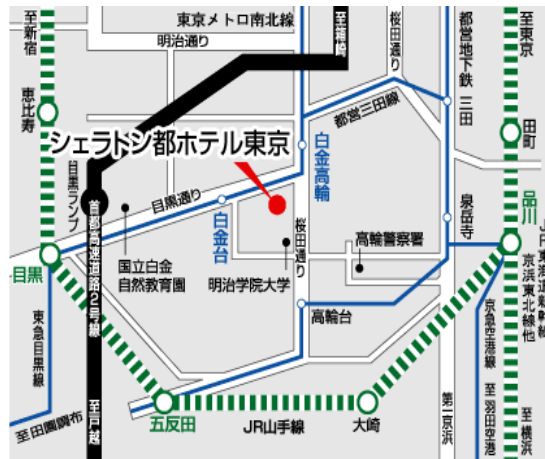 至新宿
東京メトロ南北線
明治通り
至箱崎
桜田通り
都営地下鉄 三田
至東京
恵比寿
都営三田線
田町
シェラトン都ホテル東京
白金高輪
目黒ランプ
目黒通り
白金台
桜田通り
泉岳寺
品川
JR東海道新幹線
京浜東北線他
首都高速道路2号線
国立白金
自然教育園
明治学院大学
高輪警察署
目黒
高輪台
東急目黒線
京急空港線
至羽田空港
至戸越
五反田
JR山手線
大崎
第一京浜
至横浜
至田園調布